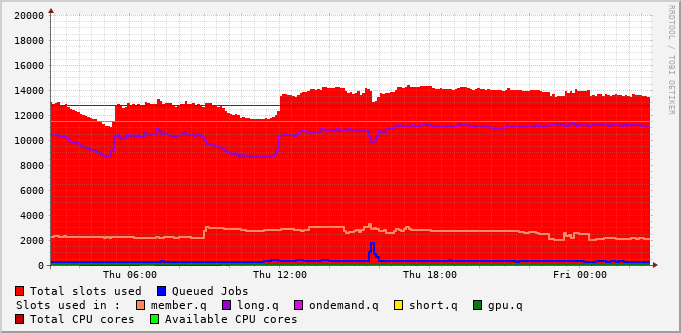 20000
18000
16000
14000
12000
10000
8000
6000
4000
2000
0
Thu 06:00 Thu 12:00 Thu 18:00 Fri 00:00
RRDTOOL / TOBI OETIKER
Total slots used Queued Jobs
Slots used in : member.q long.q ondemand.q short.q gpu.q
Total CPU cores Available CPU cores